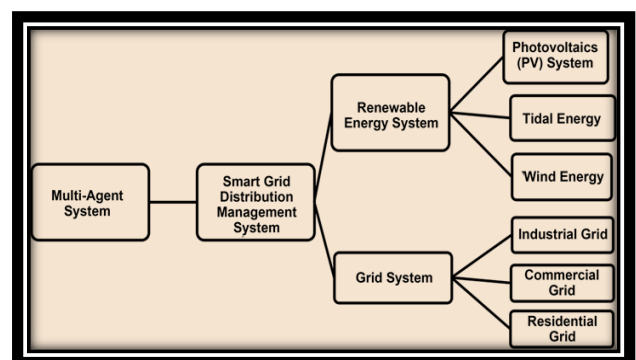 Multi-Agent
System
Smart Grid
Distribution
Management
System
Renewable
Energy System
Grid System
Photovoltaics
(PV) System
Tidal Energy
Wind Energy
Industrial Grid
Commercial
Grid
Residential
Grid